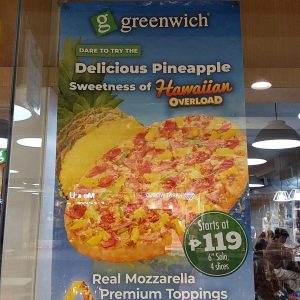 g greenwich®
DARE TO TRY THE
Delicious Pineapple
Sweetness of Hawaiian
OVERLOAD
Starts at
₱119
6" Solo,
4 slices
Real Mozzarella
Premium Toppings